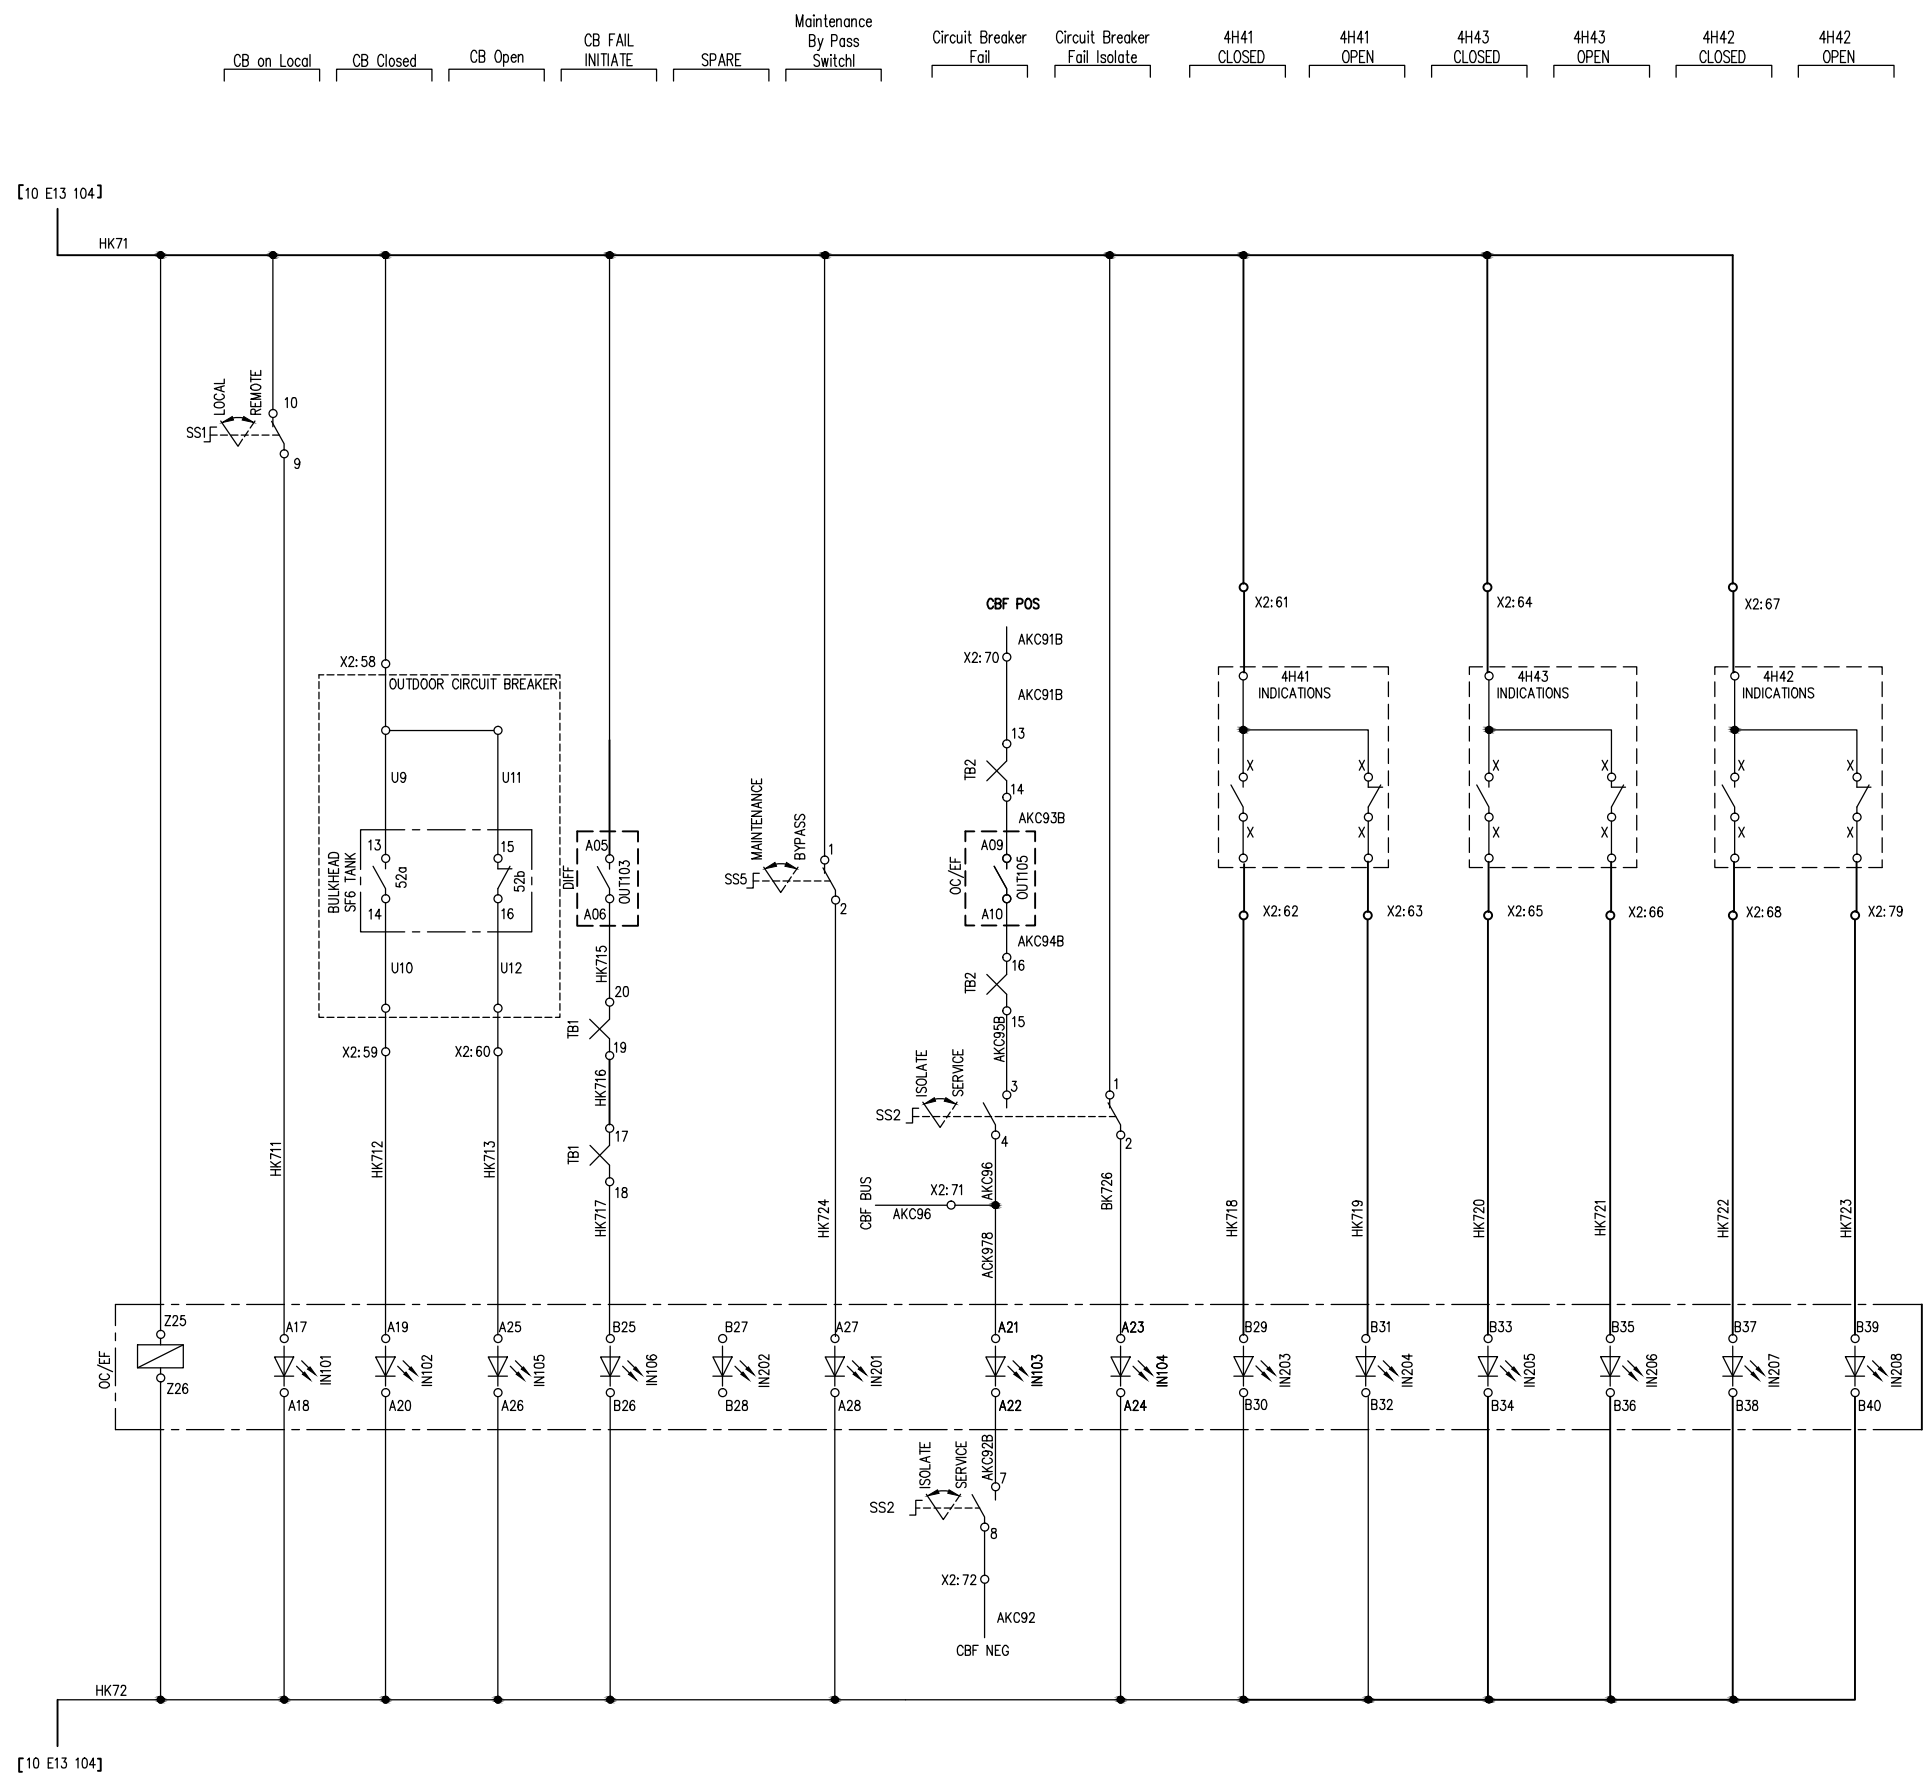 Maintenance
By Pass
Switchl
CB on Local
CB Closed
CB Open
CB FAIL
INITIATE
SPARE
Circuit Breaker
Fail
Circuit Breaker
Fail Isolate
4H41
CLOSED
4H41
OPEN
4H43
CLOSED
4H43
OPEN
4H42
CLOSED
4H42
OPEN
[10 E13 104]
HK71
LOCAL
REMOTE
10
SS1
9
CBF POS
AKC91B
X2:70
AKC91B
X2:61
X2:64
X2:67
X2:58
OUTDOOR CIRCUIT BREAKER
4H41
INDICATIONS
4H43
INDICATIONS
4H42
INDICATIONS
U9
U11
13
TB2
14
AKC93B
X
X
X
X
X
X
X
X
X
X
X
X
BULKHEAD
SF6 TANK
13
52a
14
15
52b
16
DIFF
A05
OUT103
A06
MAINTENANCE
BYPASS
SS5
1
2
OC/EF
A09
OUT105
A10
X2:62
X2:63
X2:65
X2:66
X2:68
X2:79
AKC94B
U10
U12
HK715
16
TB2
15
AKC95B
20
TB1
19
X2:59
X2:60
HK716
ISOLATE
SERVICE
SS2
3
4
1
2
17
TB1
18
HK711
HK712
HK713
HK717
HK724
AKC96
CBF BUS
X2:71
AKC96
BK726
ACK978
HK718
HK719
HK720
HK721
HK722
HK723
OC/EF
Z25
Z26
A17
A19
A25
B25
B27
A27
A21
A23
B29
B31
B33
B35
B37
B39
IN101
IN102
IN105
IN106
IN202
IN201
IN103
IN104
IN203
IN204
IN205
IN206
IN207
IN208
A18
A20
A26
B26
B28
A28
A22
A24
B30
B32
B34
B36
B38
B40
AKC92B
ISOLATE
SERVICE
7
SS2
8
X2:72
AKC92
CBF NEG
HK72
[10 E13 104]